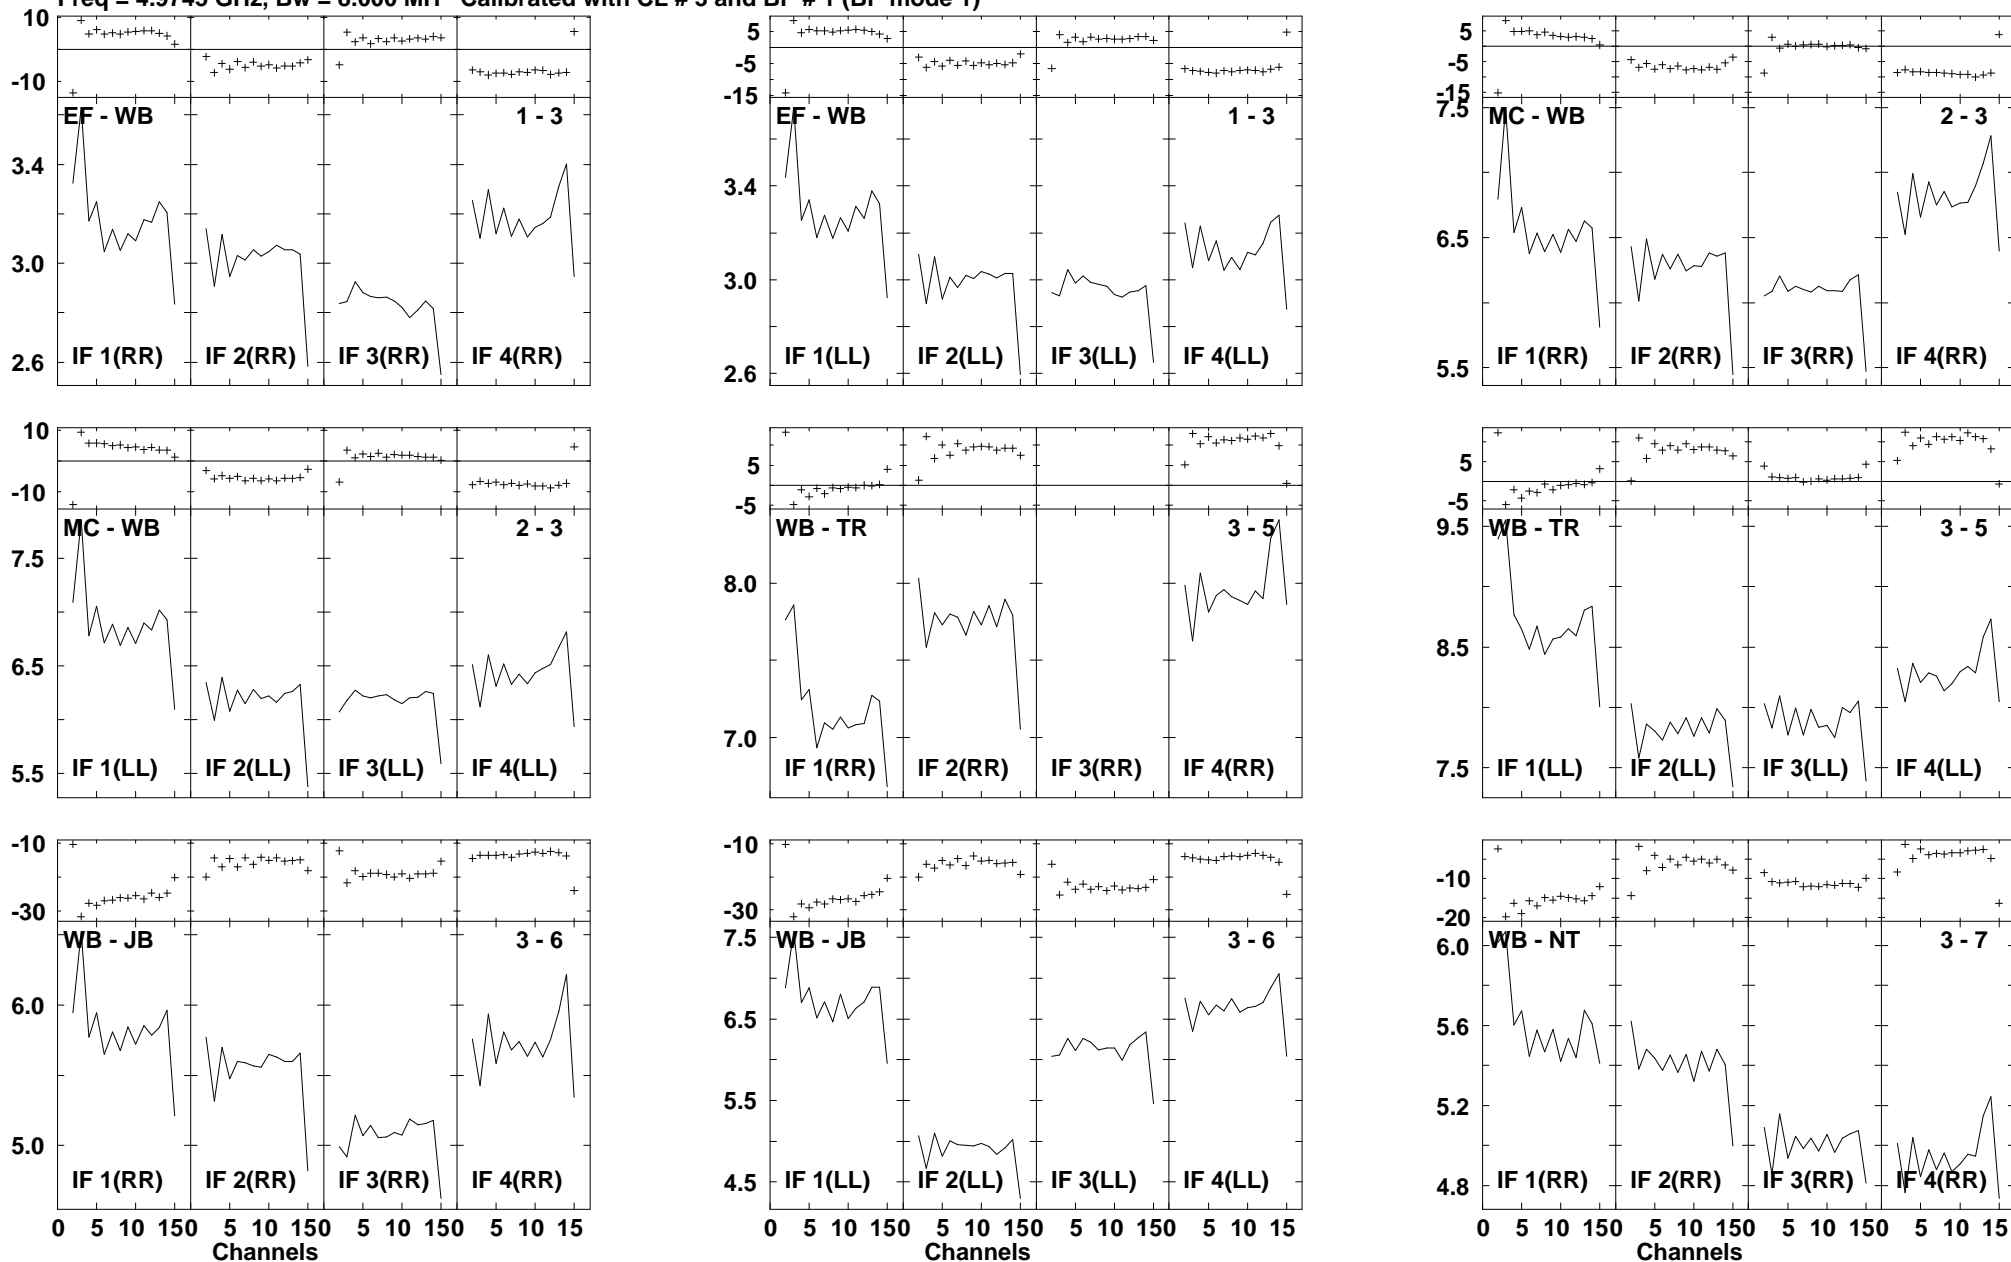 Freq = 4.9745 GHz, Bw = 8.000 MH Calibrated with CL # 3 and BP # 1 (BP mode 1)
10
-10
EF - WB
1 - 3
3.4
3.0
2.6
IF 1(RR)
IF 2(RR)
IF 3(RR)
IF 4(RR)
5
-5
-15
EF - WB
1 - 3
3.4
3.0
2.6
IF 1(LL)
IF 2(LL)
IF 3(LL)
IF 4(LL)
5
-5
-15
7.5
MC - WB
2 - 3
6.5
5.5
IF 1(RR)
IF 2(RR)
IF 3(RR)
IF 4(RR)
10
-10
MC - WB
2 - 3
7.5
6.5
5.5
IF 1(LL)
IF 2(LL)
IF 3(LL)
IF 4(LL)
5
-5
WB - TR
3 - 5
8.0
7.0
IF 1(RR)
IF 2(RR)
IF 3(RR)
IF 4(RR)
5
-5
9.5
WB - TR
3 - 5
8.5
7.5
IF 1(LL)
IF 2(LL)
IF 3(LL)
IF 4(LL)
-10
-30
WB - JB
3 - 6
6.0
5.0
IF 1(RR)
IF 2(RR)
IF 3(RR)
IF 4(RR)
0 5 10 150 5 10 150 5 10 150 5 10 15
Channels
-10
-30
7.5
WB - JB
3 - 6
6.5
5.5
4.5
IF 1(LL)
IF 2(LL)
IF 3(LL)
IF 4(LL)
0 5 10 150 5 10 150 5 10 150 5 10 15
Channels
-10
-20
6.0
WB - NT
3 - 7
5.6
5.2
4.8
IF 1(RR)
IF 2(RR)
IF 3(RR)
IF 4(RR)
0 5 10 150 5 10 150 5 10 150 5 10 15
Channels